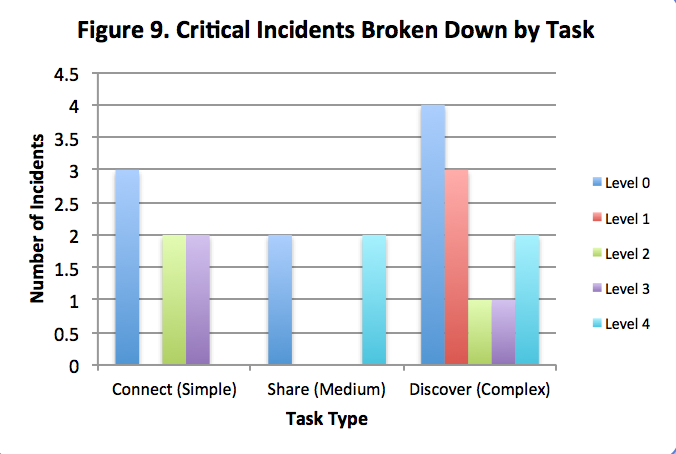 Figure 9. Critical Incidents Broken Down by Task
4.5
4
3.5
3
2.5
2
1.5
1
0.5
0
Number of Incidents
Connect (Simple) Share (Medium) Discover (Complex)
Task Type
Level 0
Level 1
Level 2
Level 3
Level 4